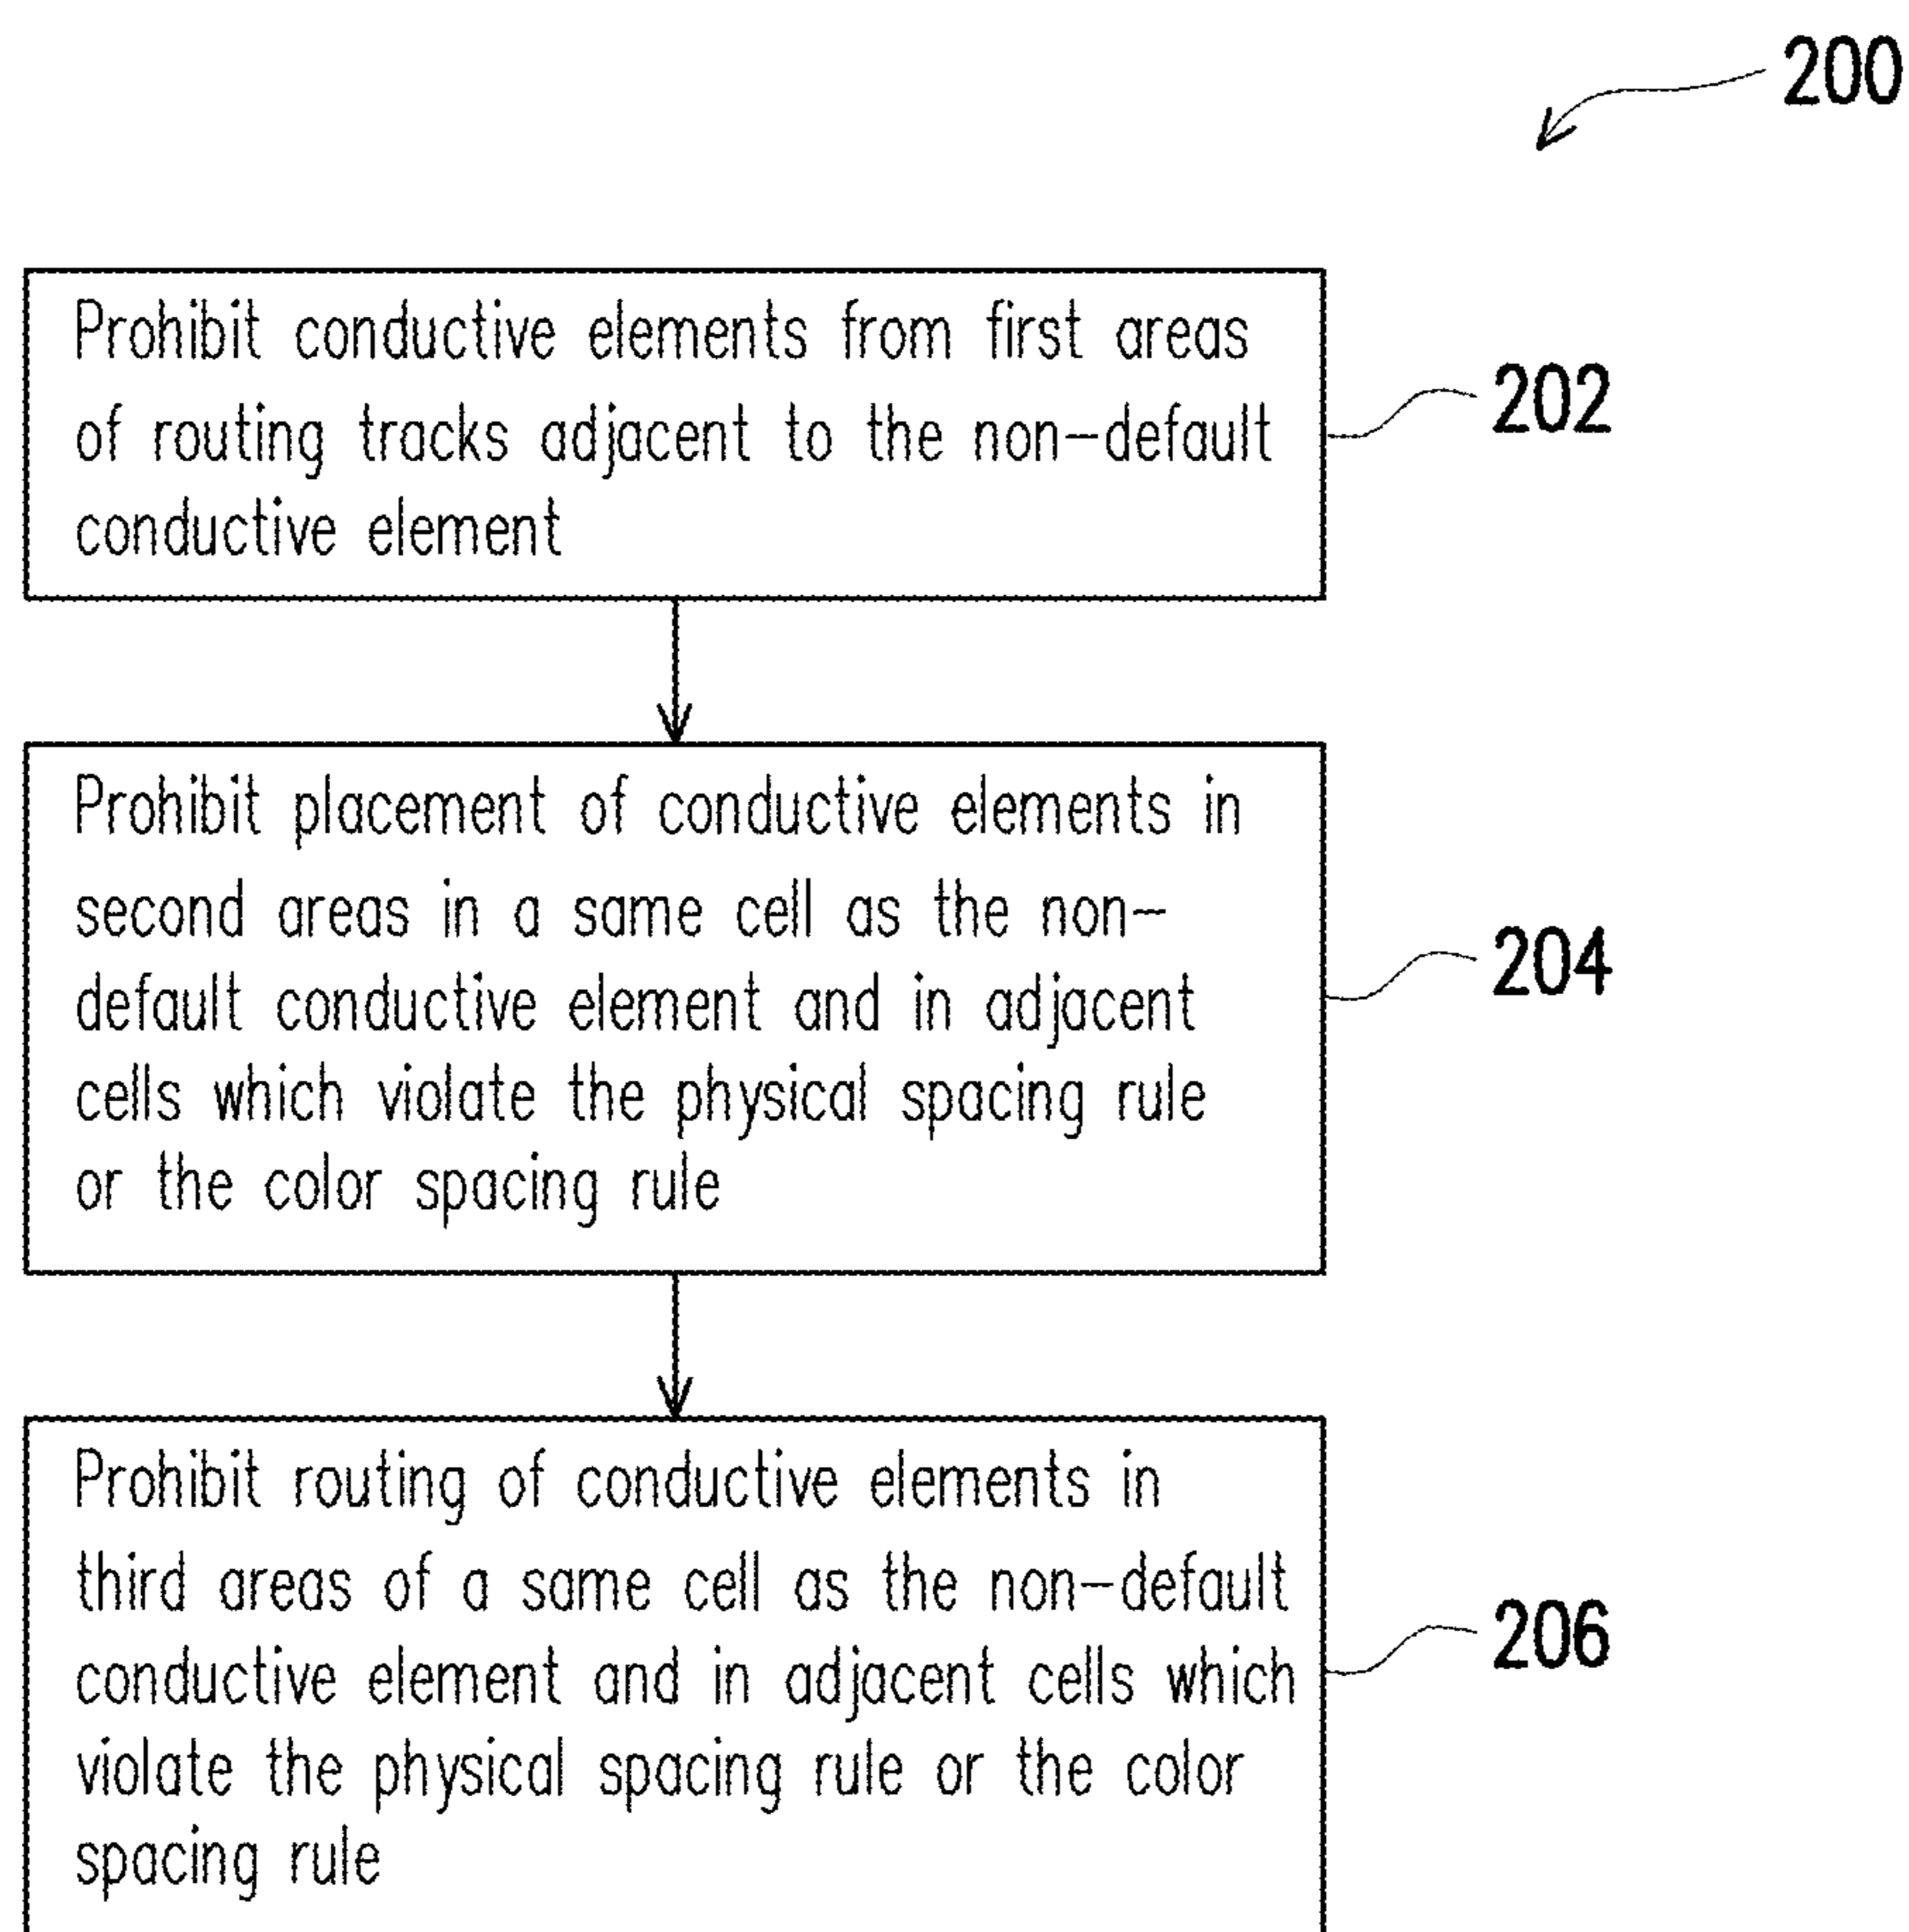 200
Prohibit conductive elements from first areas
of routing tracks adjacent to the non-default
conductive element
202
Prohibit placement of conductive elements in
second areas in a same cell as the non-
default conductive element and in adjacent
cells which violate the physical spacing rule
or the color spacing rule
204
Prohibit routing of conductive elements in
third areas of a same cell as the non-default
conductive element and in adjacent cells which
violate the physical spacing rule or the color
spacing rule
206